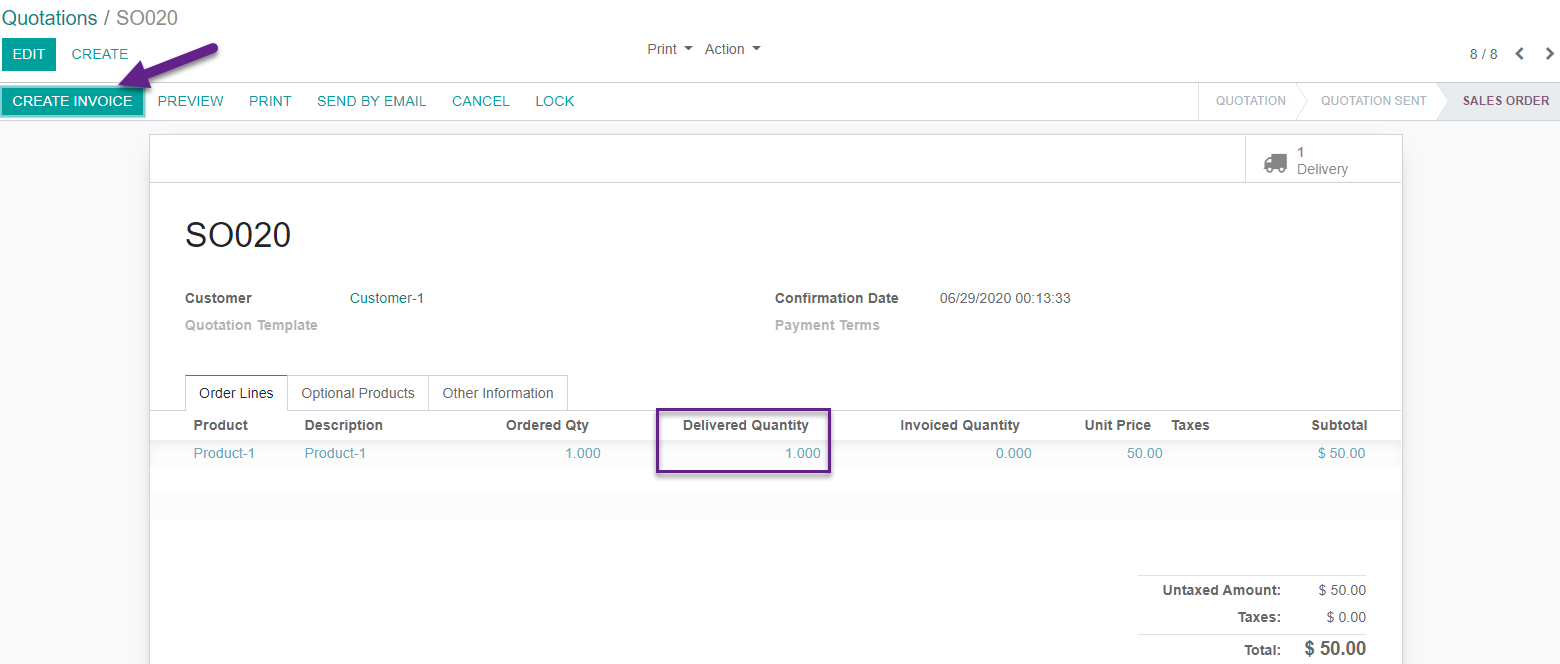 Quotations / SO020
EDIT CREATE Print Action 8 / 8
CREATE INVOICE PREVIEW PRINT SEND BY EMAIL CANCEL LOCK QUOTATION QUOTATION SENT SALES ORDER
1
Delivery
SO020
Customer Customer-1 Confirmation Date 06/29/2020 00:13:33
Quotation Template Payment Terms
Order Lines Optional Products Other Information
Product Description Ordered Qty Delivered Quantity Invoiced Quantity Unit Price Taxes Subtotal
Product-1 Product-1 1.000 1.000 0.000 50.00 $ 50.00
Untaxed Amount: $ 50.00
Taxes: $ 0.00
Total: $ 50.00